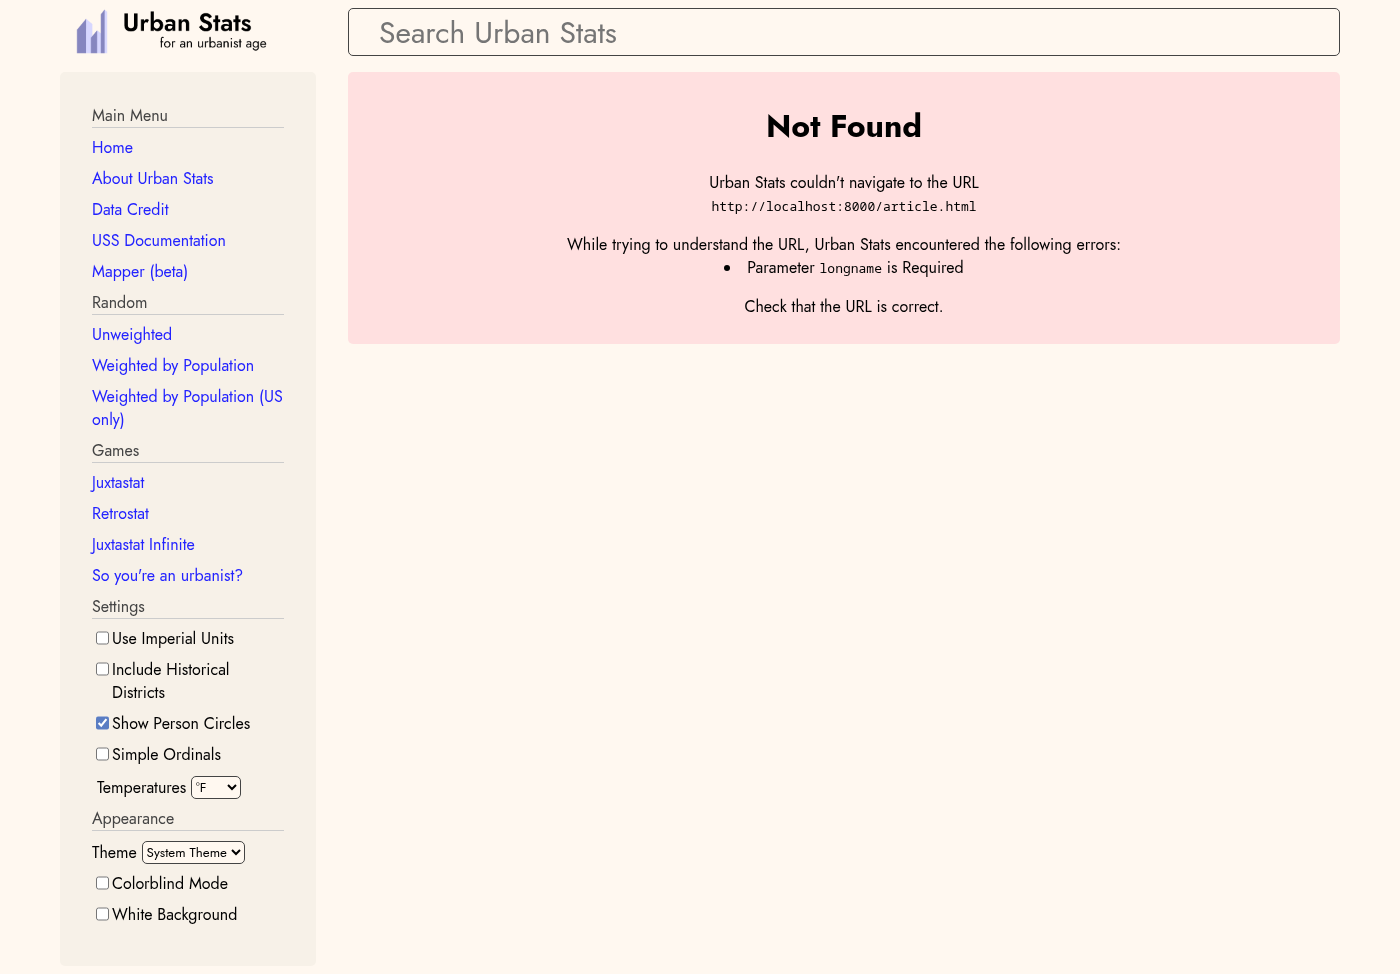 Urban Stats
for an urbanist age
Search Urban Stats
Main Menu
Home
About Urban Stats
Data Credit
USS Documentation
Mapper (beta)
Random
Unweighted
Weighted by Population
Weighted by Population (US
only)
Games
Juxtastat
Retrostat
Juxtastat Infinite
So you're an urbanist?
Settings
Use Imperial Units
Include Historical
Districts
Show Person Circles
Simple Ordinals
Temperatures °F
Appearance
Theme System Theme
Colorblind Mode
White Background
Not Found
Urban Stats couldn't navigate to the URL
http://localhost:8000/article.html
While trying to understand the URL, Urban Stats encountered the following errors:
• Parameter longname is Required
Check that the URL is correct.